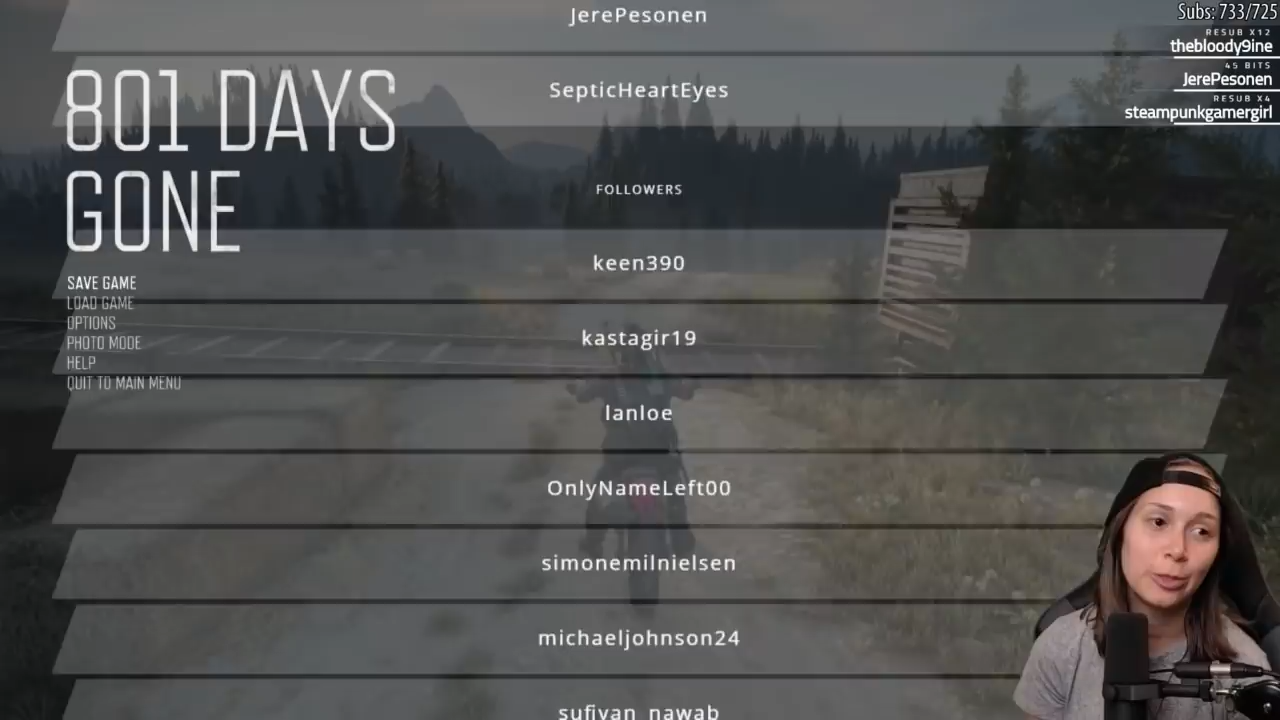 JerePesonen
SepticHeartEyes
Subs: 733/725
RESUB X12
thebloody9ine
45 BITS
JerePesonen
RESUB X4
steampunkgamergirl
801 DAYS
GONE
SAVE GAME
LOAD GAME
OPTIONS
PHOTO MODE
HELP
QUIT TO MAIN MENU
FOLLOWERS
keen390
kastagir19
lanloe
OnlyNameLeft00
simonemilnielsen
michaeljohnson24
sufiyan_nawab